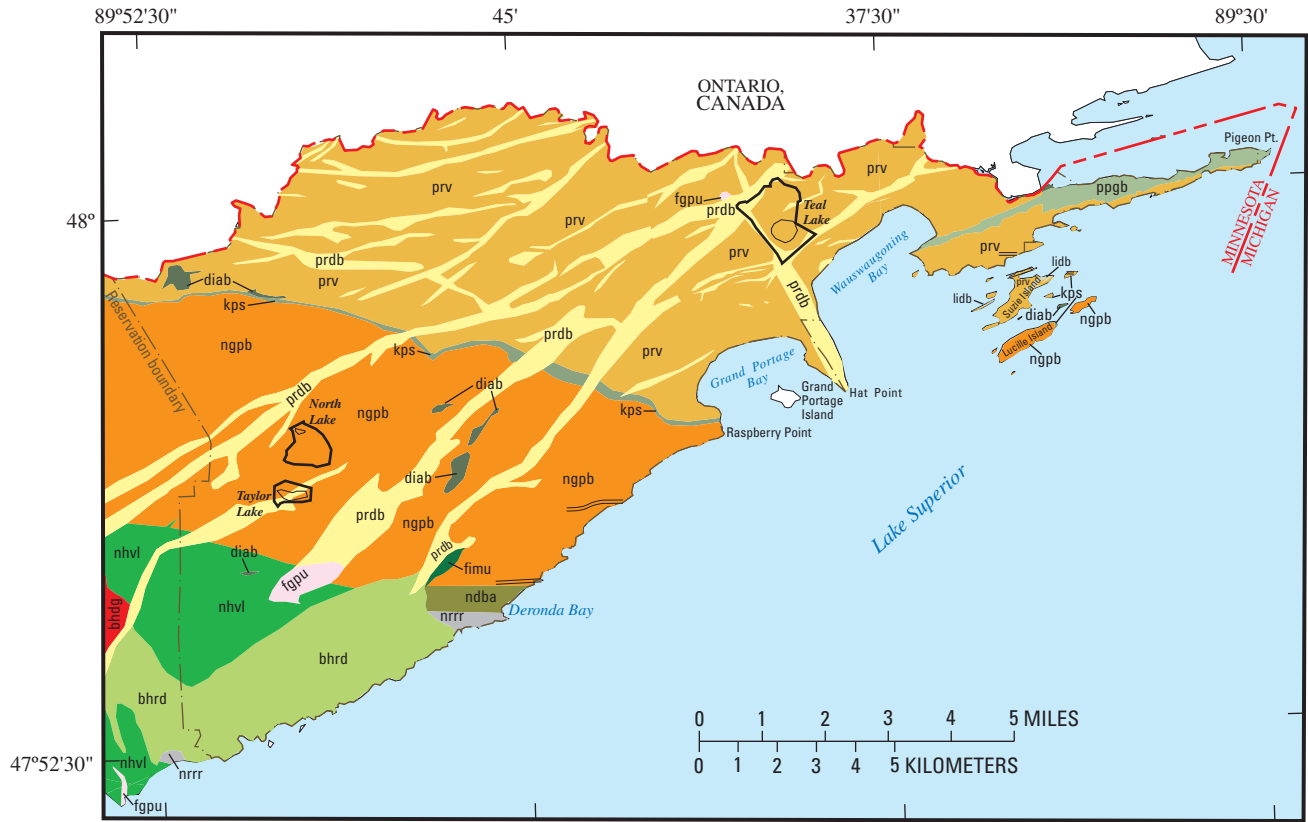 89º52'30"
45'
37'30"
89º30'
ONTARIO,
CANADA
Pigeon Pt.
ppgb
prv
prv
fgpu
prdb
Teal
Lake
48º
prv
prdb
prv
prv
prv
Wauswaugoning
Bay
MINNESOTA
MICHIGAN
diab
kps
Reservation boundary
prdb
lidb
lidb
prv
Suzie Island
kps
diab
ngpb
Lucille Island
ngpb
ngpb
prdb
kps
prv
Grand Portage
Bay
Grand
Portage
Island
Hat Point
prdb
North
Lake
ngpb
diab
kps
Raspberry Point
diab
ngpb
Taylor
Lake
prdb
ngpb
Lake Superior
nhvl
diab
prdb
fimu
fgpu
ndba
nhvl
bhdg
nrrr
Deronda Bay
bhrd
bhrd
0 1 2 3 4 5 MILES
0 1 2 3 4 5 KILOMETERS
47º52'30"
nhvl
nrrr
fgpu